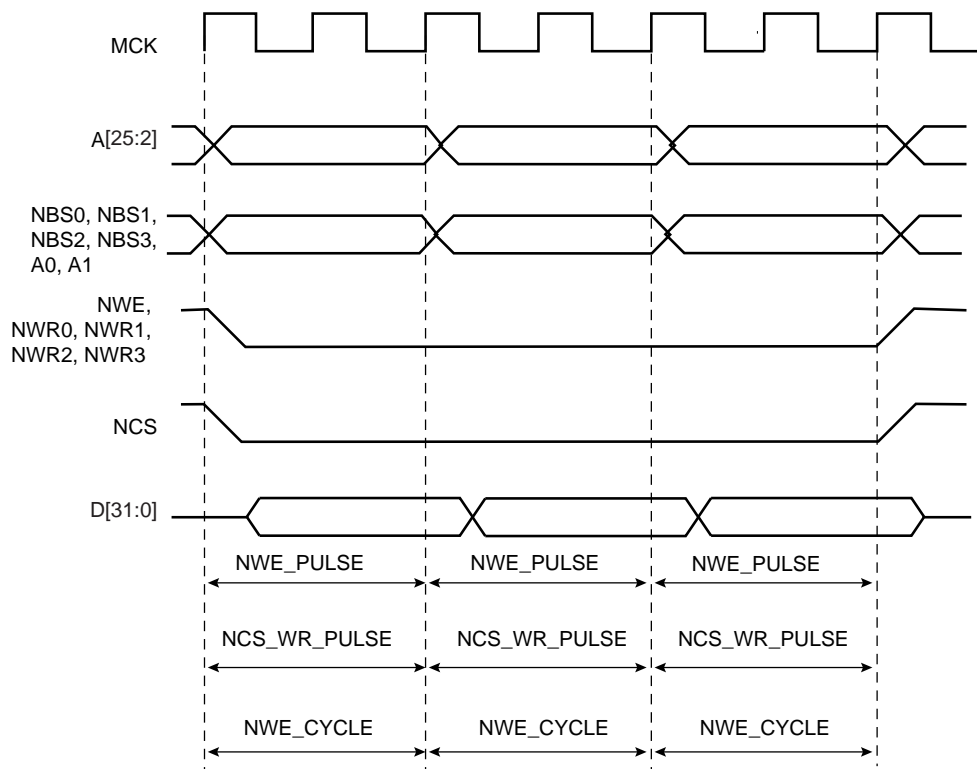 MCK
A[25:2]
NBS0, NBS1,
NBS2, NBS3,
A0, A1
NWE,
NWR0, NWR1,
NWR2, NWR3
NCS
D[31:0]
NWE_PULSE NWE_PULSE NWE_PULSE
NCS_WR_PULSE NCS_WR_PULSE NCS_WR_PULSE
NWE_CYCLE NWE_CYCLE NWE_CYCLE